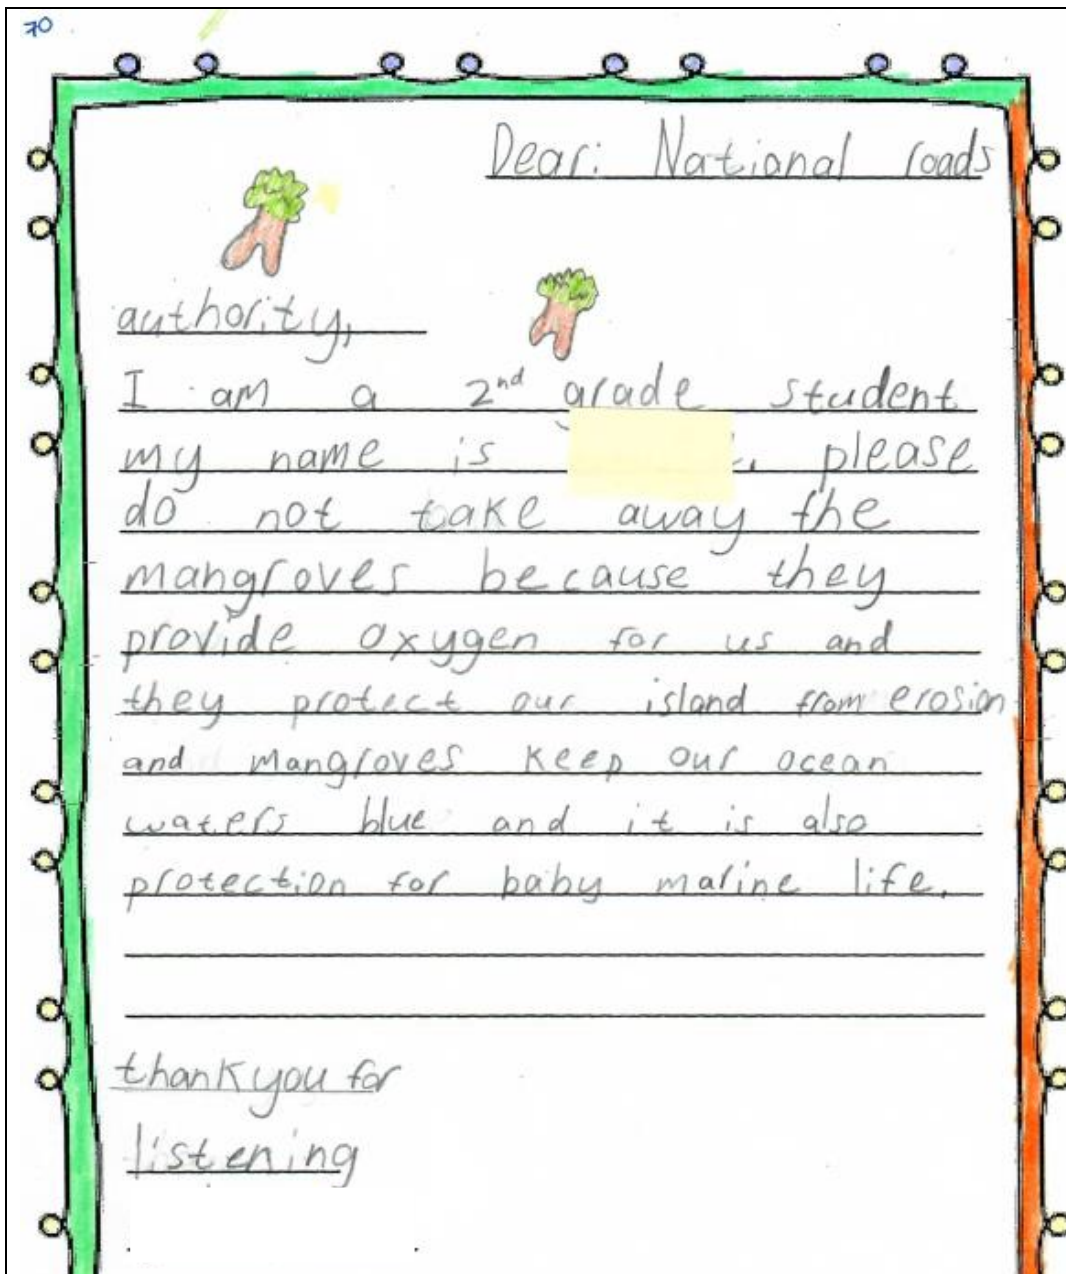 70
Dear: National roads
authority,
I am a 2nd grade student
my name is , please
do not take away the
mangroves because they
provide oxygen for us and
they protect our island from erosion
and mangroves keep our ocean
waters blue and it is also
protection for baby marine life.
thank you for
listening